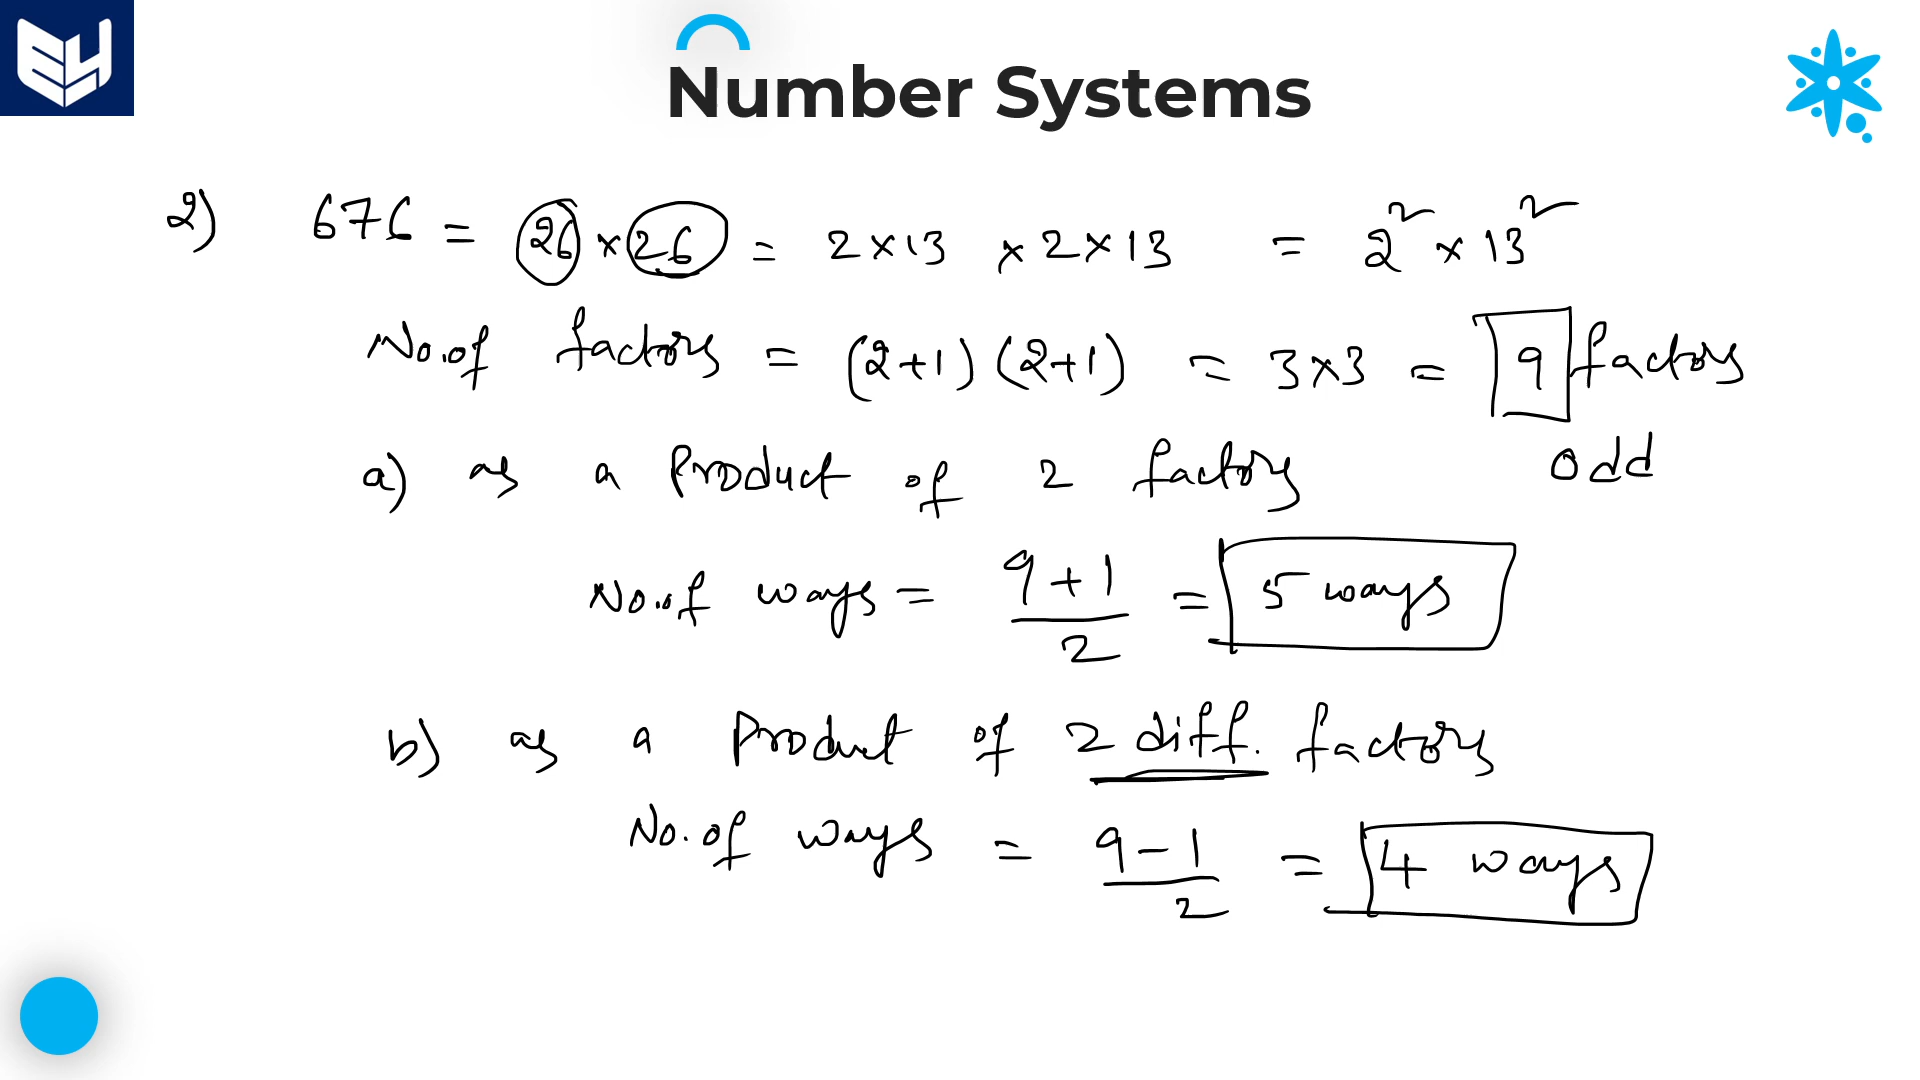 Number Systems
2) 676 = 26 × 26 = 2×13 × 2×13 = 2² × 13²
No. of factors = (2+1) (2+1) = 3×3 = 9 factors
odd
a) as a Product of 2 factors
No. of ways = 9+1/2 = 5 ways
b) as a Product of 2 diff. factors
No. of ways = 9-1/2 = 4 ways